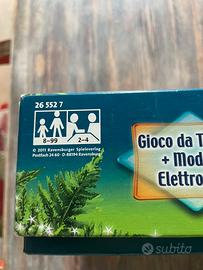 26 552 7
8-99
2-4
© 2011 Ravensburger Spieleverlag
Postfach 24 60 · D-88194 Ravensburg
Gioco da T
+ Mod
Elettro
subito